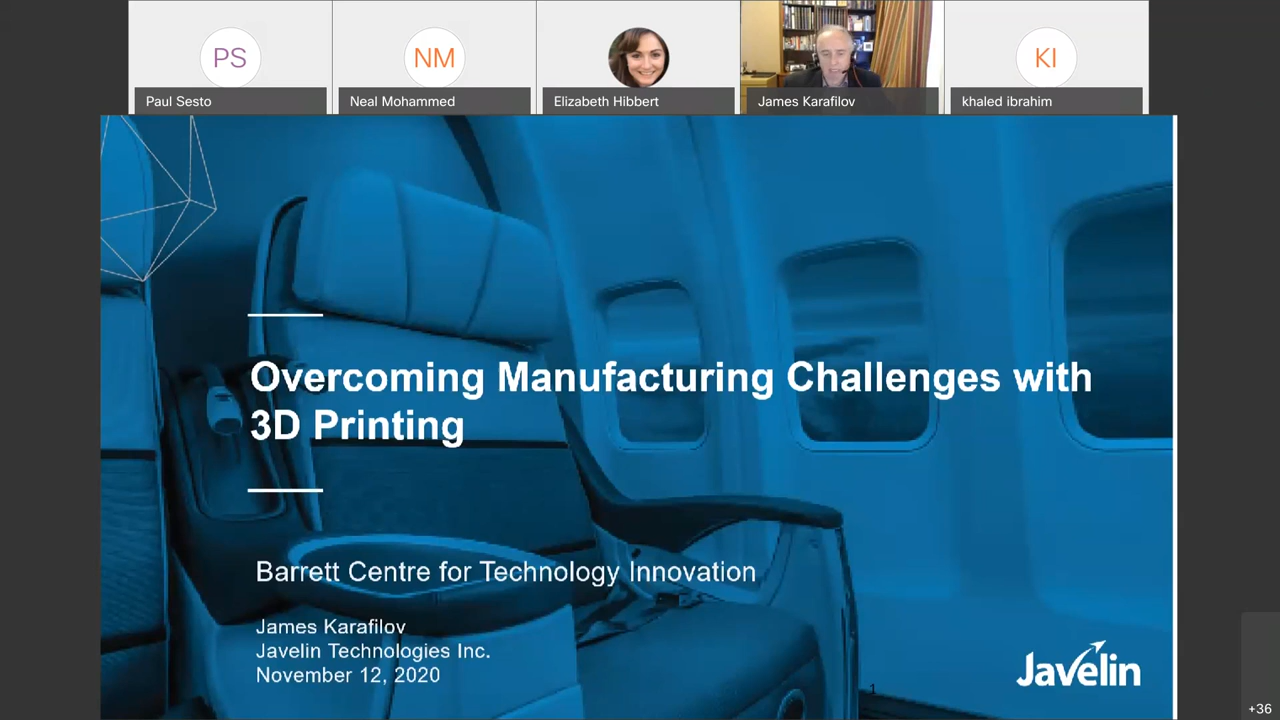 PS
NM
KI
Paul Sesto
Neal Mohammed
Elizabeth Hibbert
James Karafilov
khaled ibrahim
Overcoming Manufacturing Challenges with
3D Printing
Barrett Centre for Technology Innovation
James Karafilov
Javelin Technologies Inc.
November 12, 2020
Javelin
1
+36